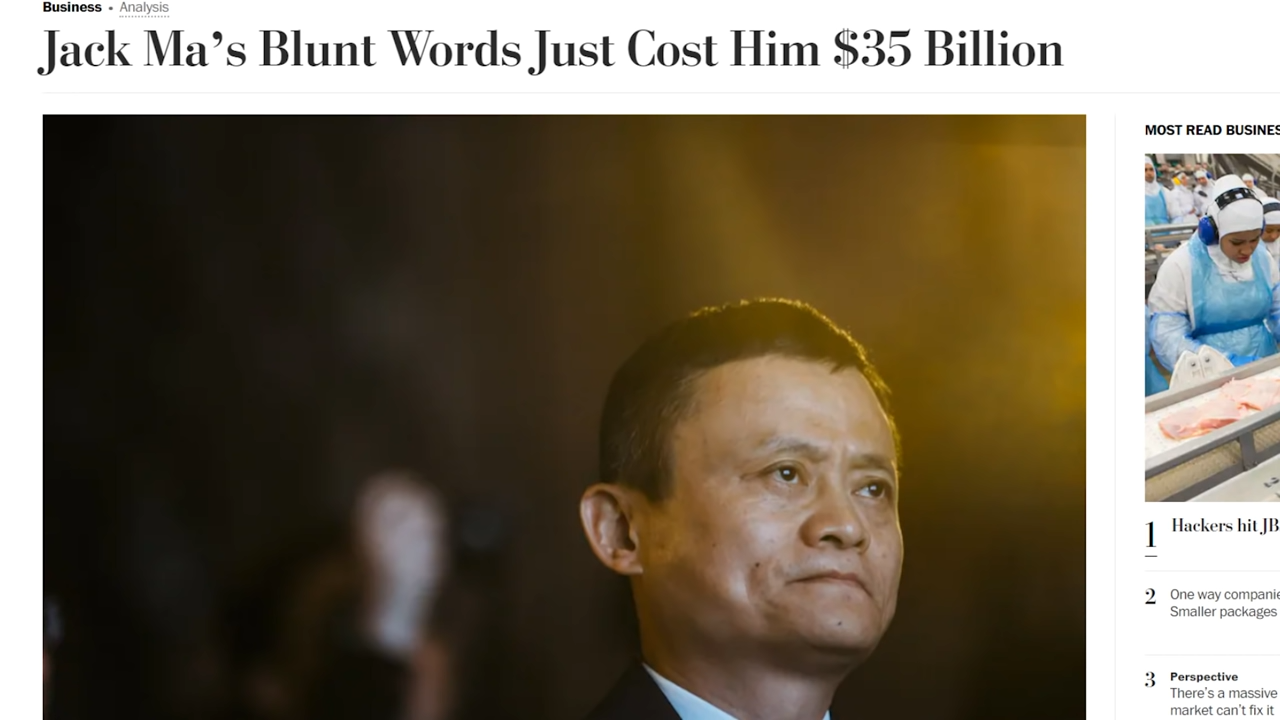 Business • Analysis
Jack Ma’s Blunt Words Just Cost Him $35 Billion
MOST READ BUSINES
1 Hackers hit JB
2 One way companie
Smaller packages
3 Perspective
There’s a massive
market can’t fix it